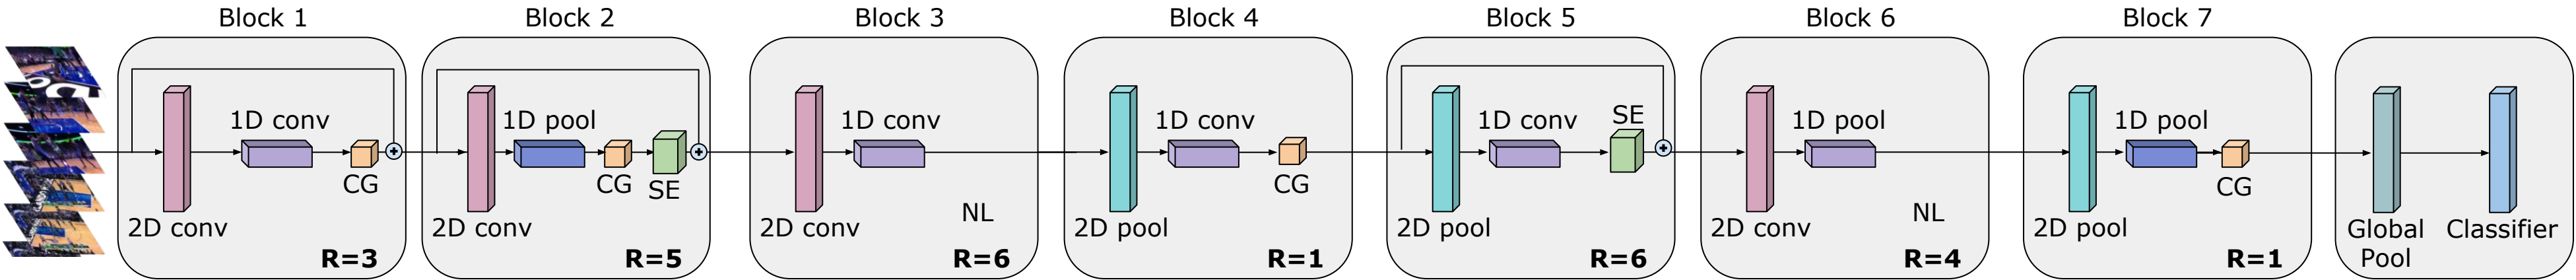 Block 1
Block 2
Block 3
Block 4
Block 5
Block 6
Block 7
1D conv
CG
2D conv
R=3
1D pool
CG
SE
2D conv
R=5
1D conv
NL
2D conv
R=6
1D conv
CG
2D pool
R=1
1D conv
SE
2D pool
R=6
1D pool
NL
2D conv
R=4
1D pool
CG
2D pool
R=1
Global
Pool
Classifier